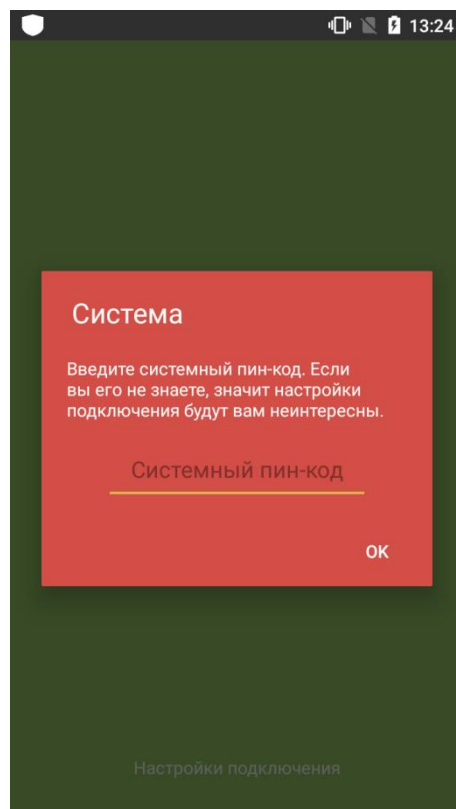 13:24
Система
Введите системный пин-код. Если
вы его не знаете, значит настройки
подключения будут вам неинтересны.
Системный пин-код
OK
Настройки подключения